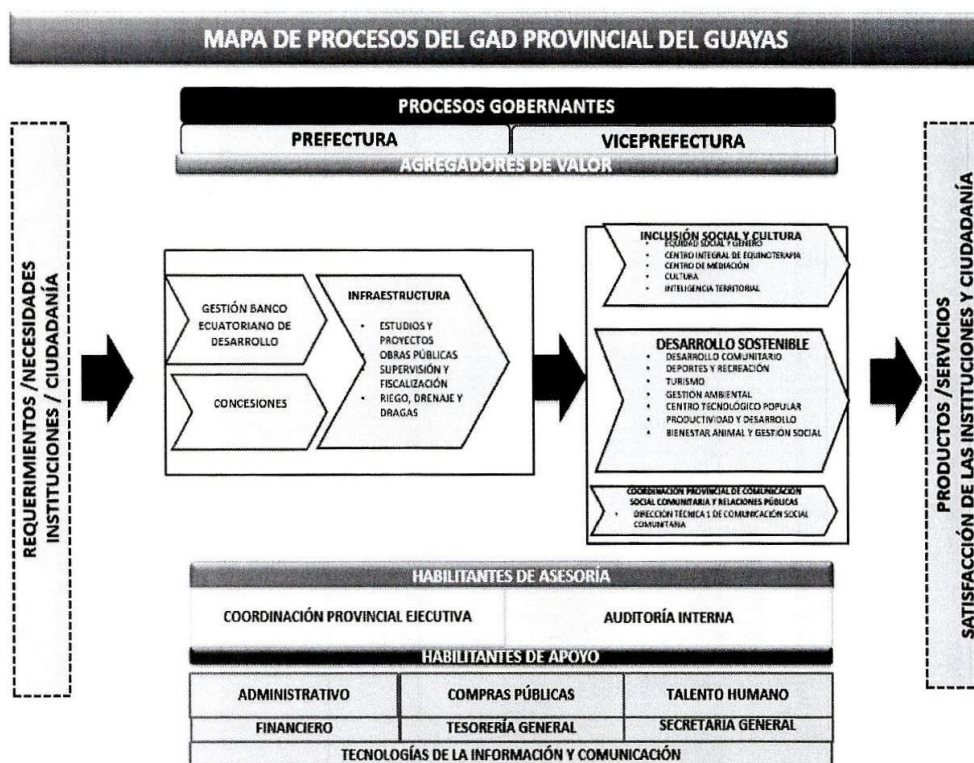 MAPA DE PROCESOS DEL GAD PROVINCIAL DEL GUAYAS
PROCESOS GOBERNANTES
PREFECTURA
VICEPREFECTURA
AGREGADORES DE VALOR
REQUERIMIENTOS /NECESIDADES
INSTITUCIONES / CIUDADANÍA
GESTIÓN BANCO
ECUATORIANO DE
DESARROLLO
CONCESIONES
INFRAESTRUCTURA
• ESTUDIOS Y
PROYECTOS
• OBRAS PÚBLICAS
SUPERVISIÓN Y
FISCALIZACIÓN
• RIEGO, DRENAJE Y
DRAGAS
INCLUSIÓN SOCIAL Y CULTURA
• EQUIDAD SOCIAL Y GÉNERO
• CENTRO INTEGRAL DE EQUINOTERAPIA
• CENTRO DE MEDIACIÓN
• CULTURA
• INTELIGENCIA TERRITORIAL
DESARROLLO SOSTENIBLE
• DESARROLLO COMUNITARIO
• DEPORTES Y RECREACIÓN
• TURISMO
• GESTIÓN AMBIENTAL
• CENTRO TECNOLÓGICO POPULAR
• PRODUCTIVIDAD Y DESARROLLO
• BIENESTAR ANIMAL Y GESTIÓN SOCIAL
COORDINACIÓN PROVINCIAL DE COMUNICACIÓN
SOCIAL COMUNITARIA Y RELACIONES PÚBLICAS
• DIRECCIÓN TÉCNICA 1 DE COMUNICACIÓN SOCIAL
COMUNITARIA
PRODUCTOS /SERVICIOS
SATISFACCIÓN DE LAS INSTITUCIONES Y CIUDADANÍA
HABILITANTES DE ASESORÍA
COORDINACIÓN PROVINCIAL EJECUTIVA
AUDITORÍA INTERNA
HABILITANTES DE APOYO
ADMINISTRATIVO
COMPRAS PÚBLICAS
TALENTO HUMANO
FINANCIERO
TESORERÍA GENERAL
SECRETARIA GENERAL
TECNOLOGÍAS DE LA INFORMACIÓN Y COMUNICACIÓN